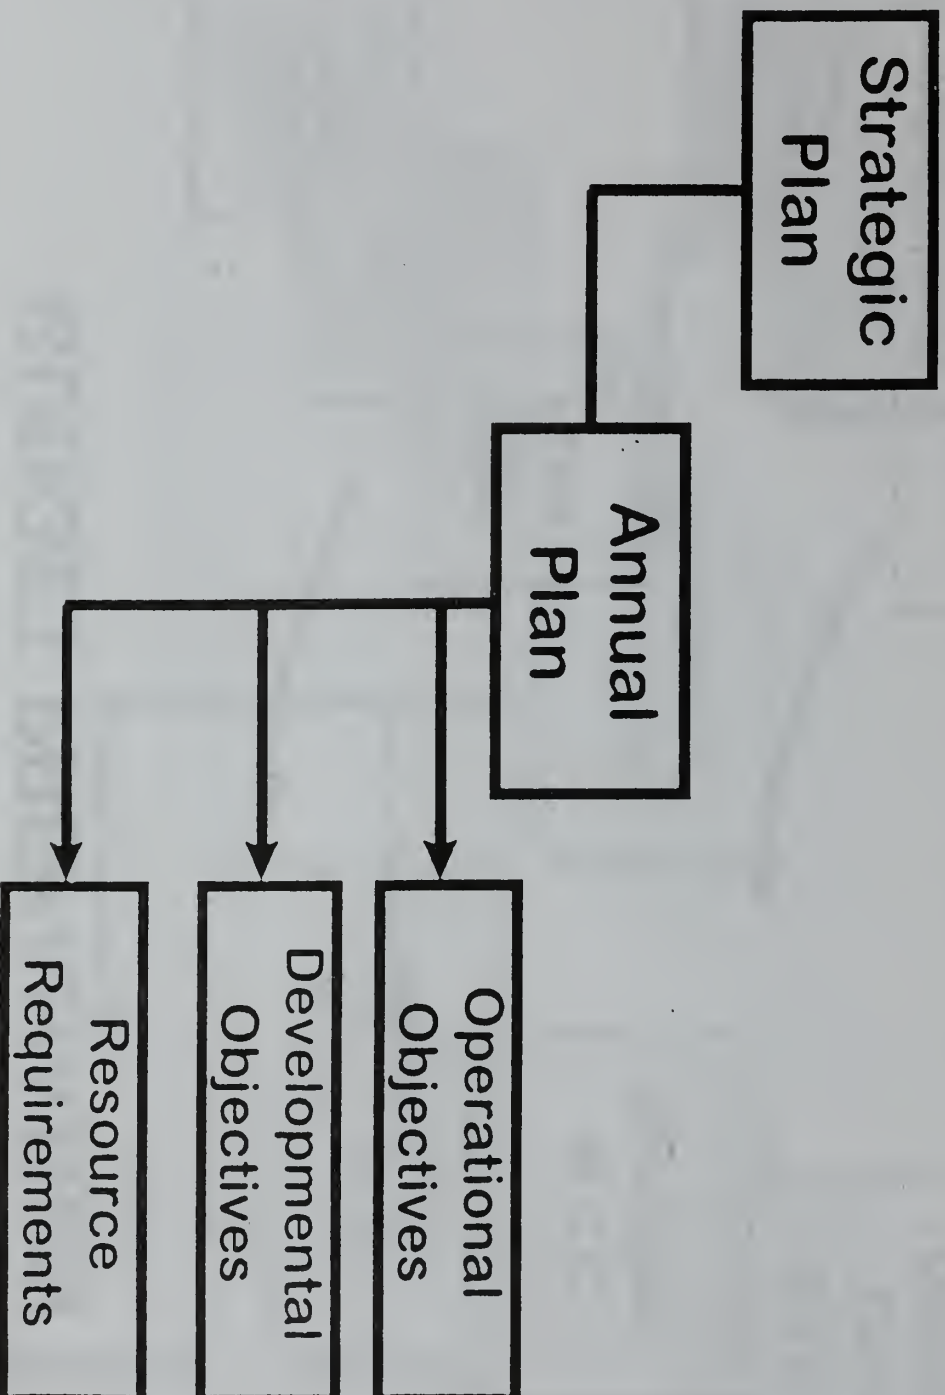 Strategic
Plan
Annual
Plan
Operational
Objectives
Developmental
Objectives
Resource
Requirements